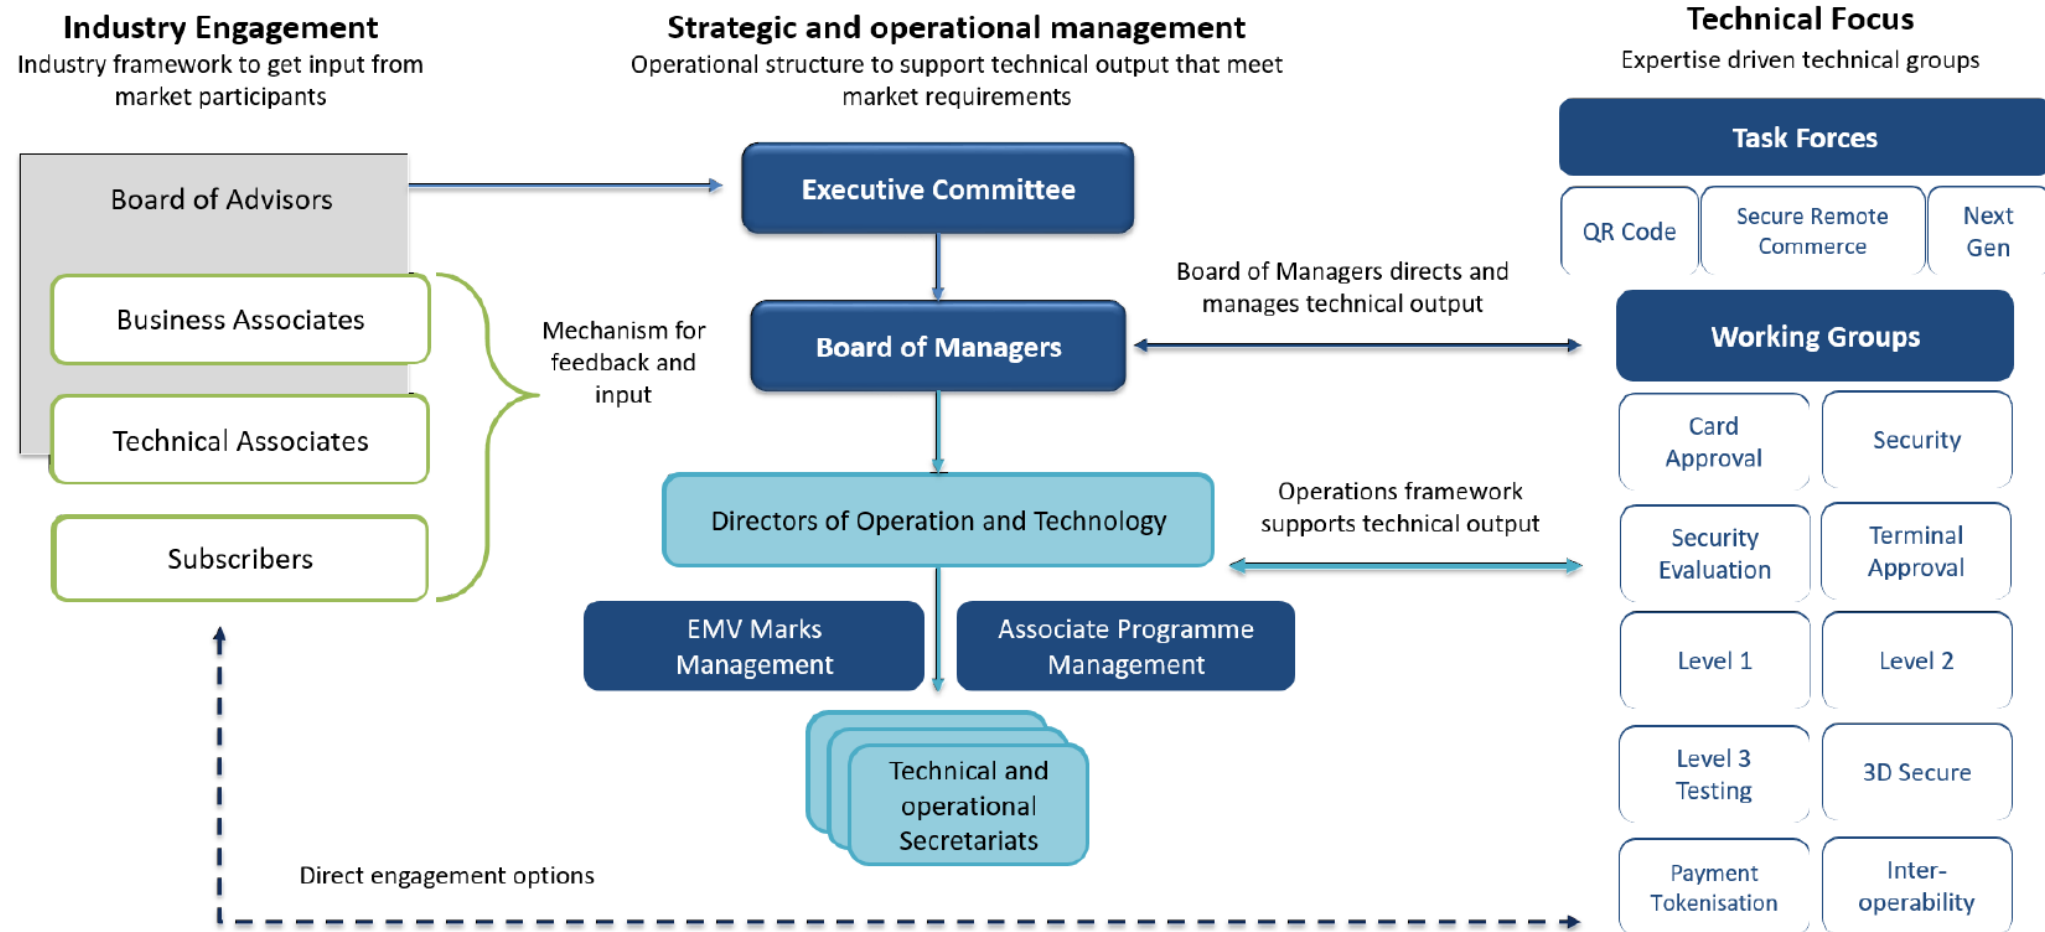 Industry Engagement
Industry framework to get input from
market participants
Board of Advisors
Business Associates
Technical Associates
Subscribers
Mechanism for
feedback and
input
Strategic and operational management
Operational structure to support technical output that meet
market requirements
Executive Committee
Board of Managers
Directors of Operation and Technology
EMV Marks
Management
Associate Programme
Management
Technical and
operational
Secretariats
Board of Managers directs and
manages technical output
Operations framework
supports technical output
Direct engagement options
Technical Focus
Expertise driven technical groups
Task Forces
QR Code
Secure Remote
Commerce
Next
Gen
Working Groups
Card
Approval
Security
Security
Evaluation
Terminal
Approval
Level 1
Level 2
Level 3
Testing
3D Secure
Payment
Tokenisation
Inter-
operability